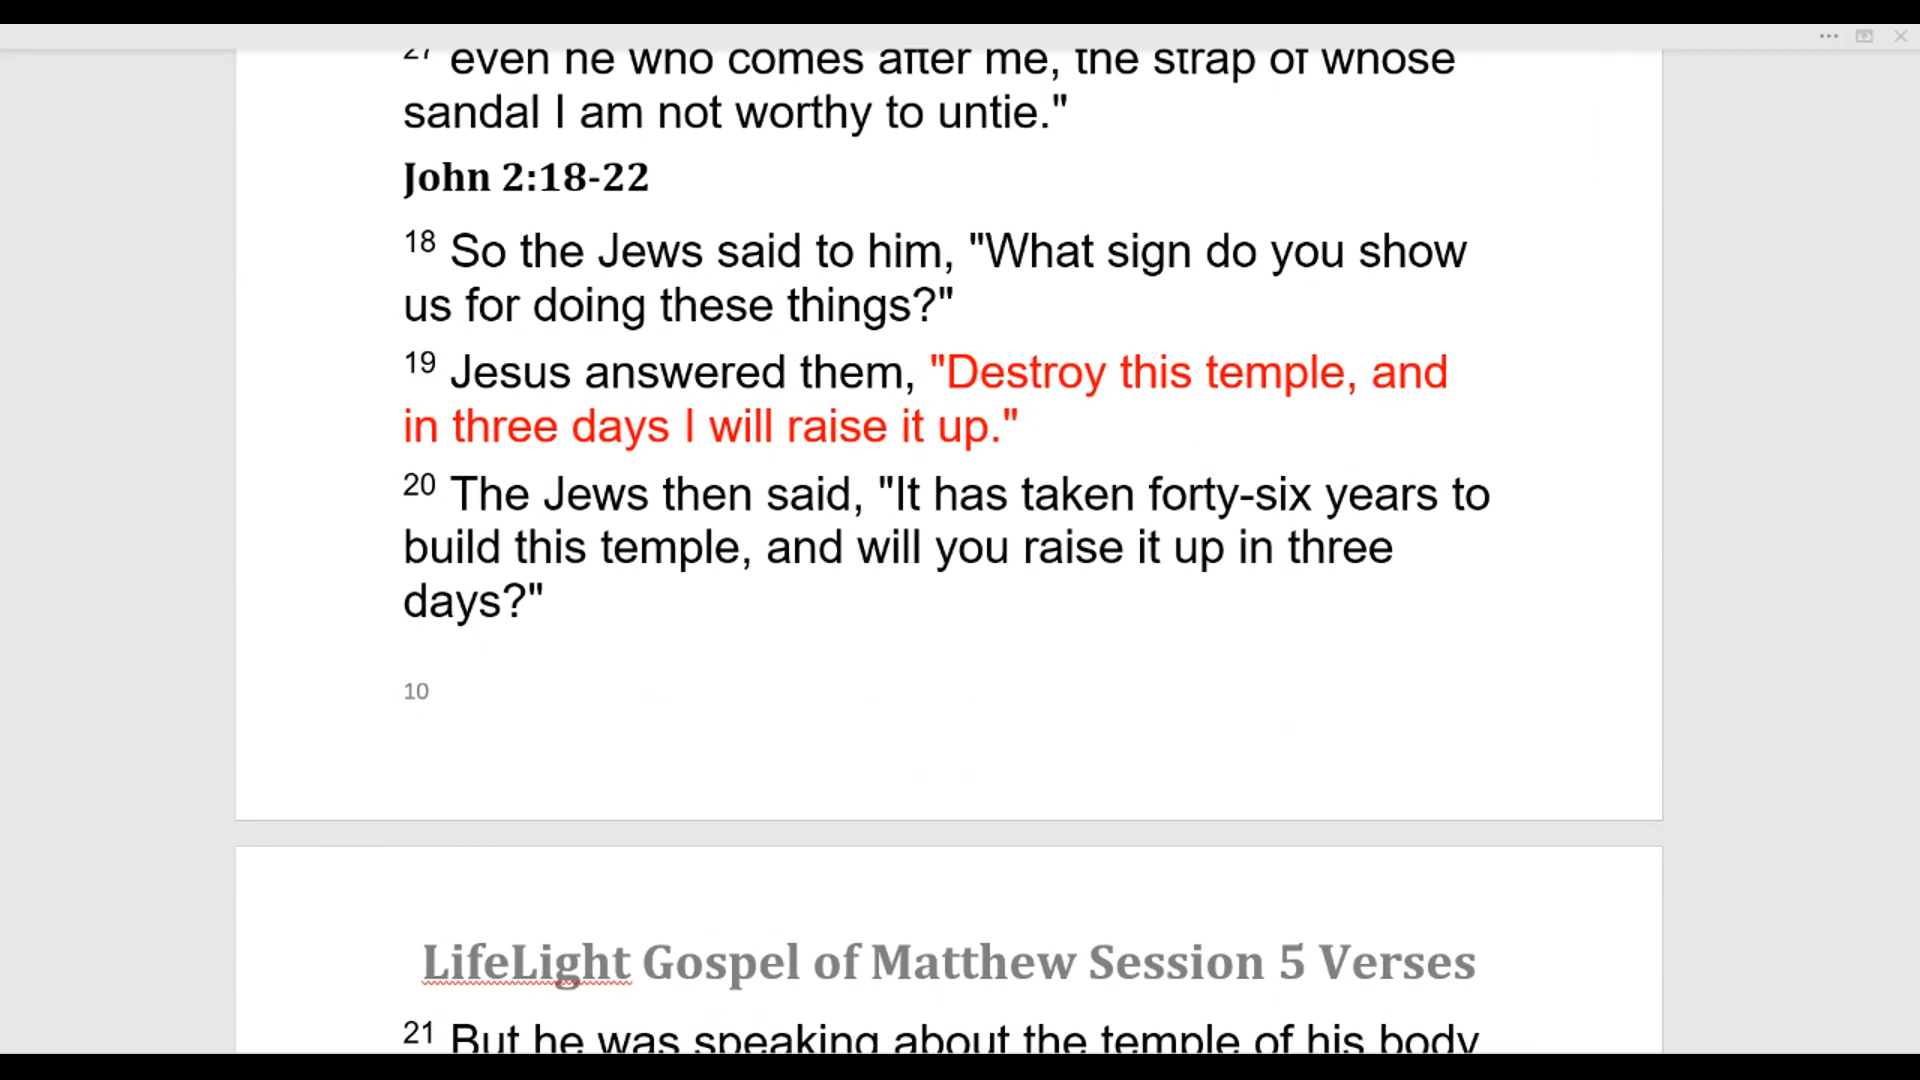 27 even he who comes after me, the strap of whose
sandal I am not worthy to untie."
John 2:18-22
18 So the Jews said to him, "What sign do you show
us for doing these things?"
19 Jesus answered them, "Destroy this temple, and
in three days I will raise it up."
20 The Jews then said, "It has taken forty-six years to
build this temple, and will you raise it up in three
days?"
10
LifeLight Gospel of Matthew Session 5 Verses
21 But he was speaking about the temple of his body